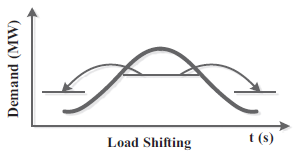 Demand (MW)
t (s)
Load Shifting